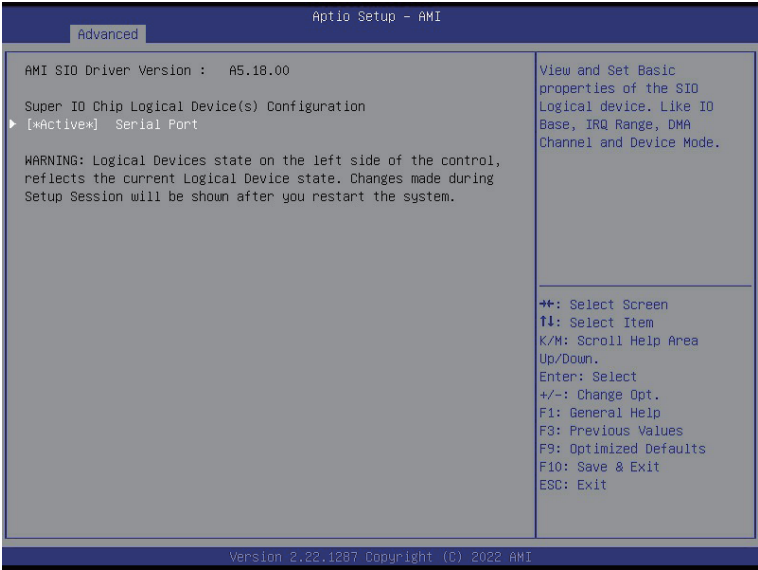 Aptio Setup – AMI
Advanced
AMI SIO Driver Version : A5.18.00
Super IO Chip Logical Device(s) Configuration
[*Active*] Serial Port
WARNING: Logical Devices state on the left side of the control,
reflects the current Logical Device state. Changes made during
Setup Session will be shown after you restart the system.
View and Set Basic
properties of the SIO
Logical device. Like IO
Base, IRQ Range, DMA
Channel and Device Mode.
→←: Select Screen
↑↓: Select Item
K/M: Scroll Help Area
Up/Down.
Enter: Select
+/-: Change Opt.
F1: General Help
F3: Previous Values
F9: Optimized Defaults
F10: Save & Exit
ESC: Exit
Version 2.22.1287 Copyright (C) 2022 AMI